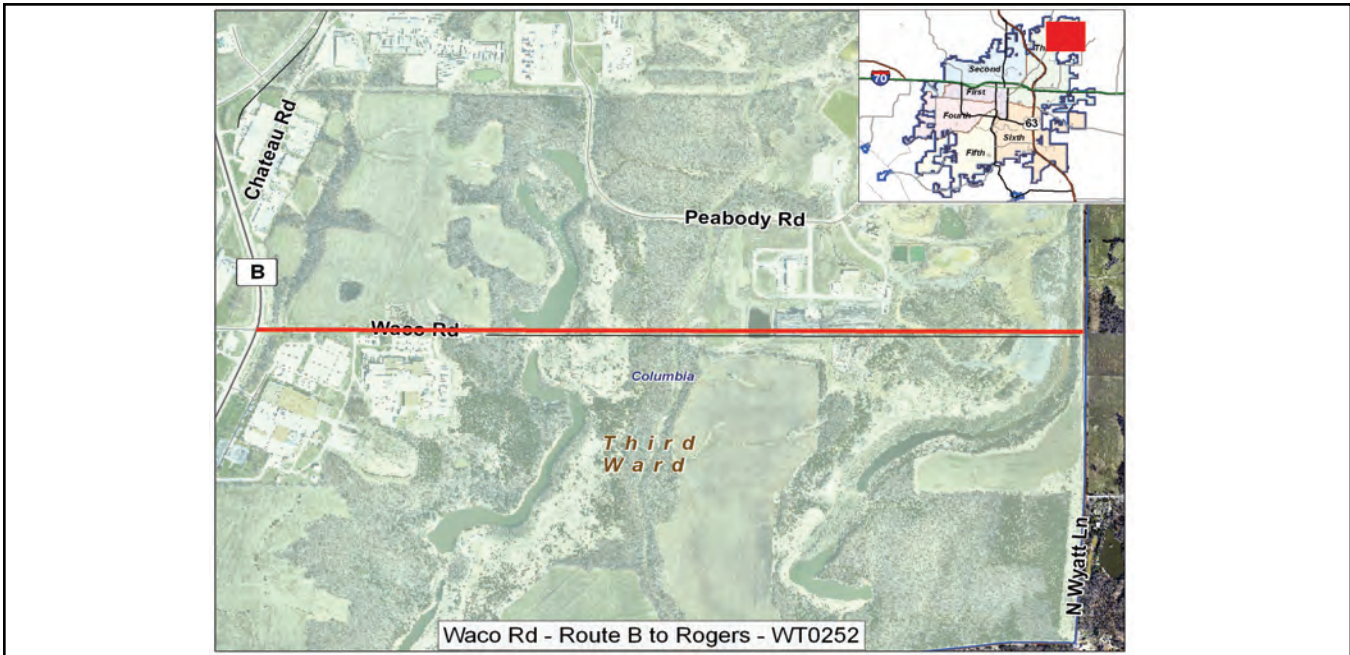 70
Second
Th
First
Fourth
63
Sixth
Fifth
Chateau Rd
Peabody Rd
B
Waco Rd
Columbia
Third
Ward
N Wyatt Ln
Waco Rd - Route B to Rogers - WT0252